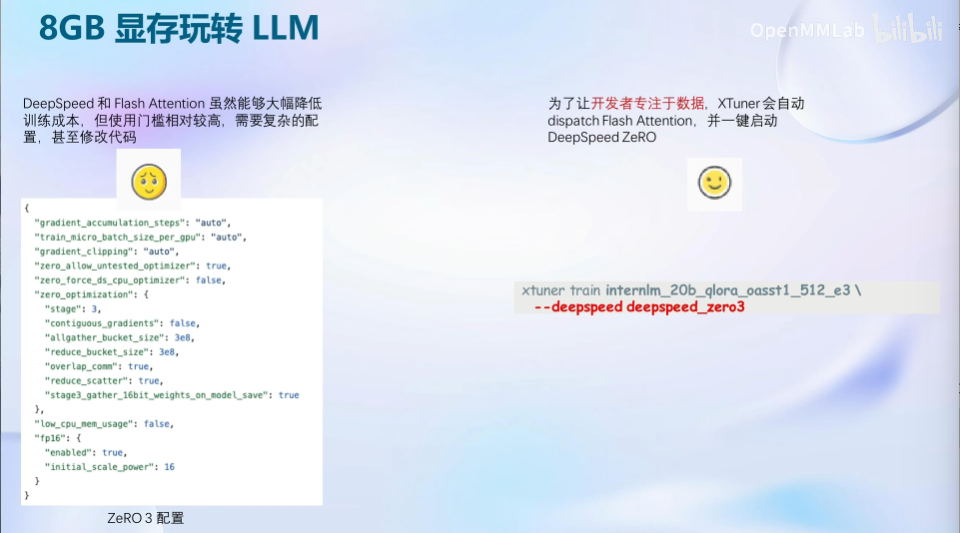 8GB 显存玩转 LLM
OpenMMLab bilibili
DeepSpeed 和 Flash Attention 虽然能够大幅降低
训练成本，但使用门槛相对较高，需要复杂的配
置，甚至修改代码
{
  "gradient_accumulation_steps": "auto",
  "train_micro_batch_size_per_gpu": "auto",
  "gradient_clipping": "auto",
  "zero_allow_untested_optimizer": true,
  "zero_force_ds_cpu_optimizer": false,
  "zero_optimization": {
    "stage": 3,
    "contiguous_gradients": false,
    "allgather_bucket_size": 3e8,
    "reduce_bucket_size": 3e8,
    "overlap_comm": true,
    "reduce_scatter": true,
    "stage3_gather_16bit_weights_on_model_save": true
  },
  "low_cpu_mem_usage": false,
  "fp16": {
    "enabled": true,
    "initial_scale_power": 16
  }
}
ZeRO 3 配置
为了让开发者专注于数据，XTuner 会自动
dispatch Flash Attention，并一键启动
DeepSpeed ZeRO
xtuner train internlm_20b_qlora_oasst1_512_e3 \
--deepspeed deepspeed_zero3